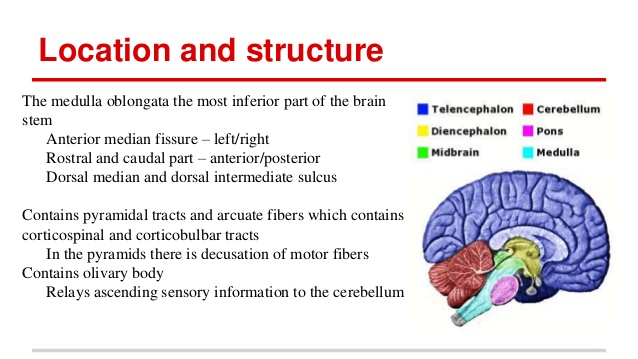 Location and structure
The medulla oblongata the most inferior part of the brain
stem
Anterior median fissure – left/right
Rostral and caudal part – anterior/posterior
Dorsal median and dorsal intermediate sulcus
Contains pyramidal tracts and arcuate fibers which contains
corticospinal and corticobulbar tracts
In the pyramids there is decusation of motor fibers
Contains olivary body
Relays ascending sensory information to the cerebellum
Telencephalon Cerebellum
Diencephalon Pons
Midbrain Medulla